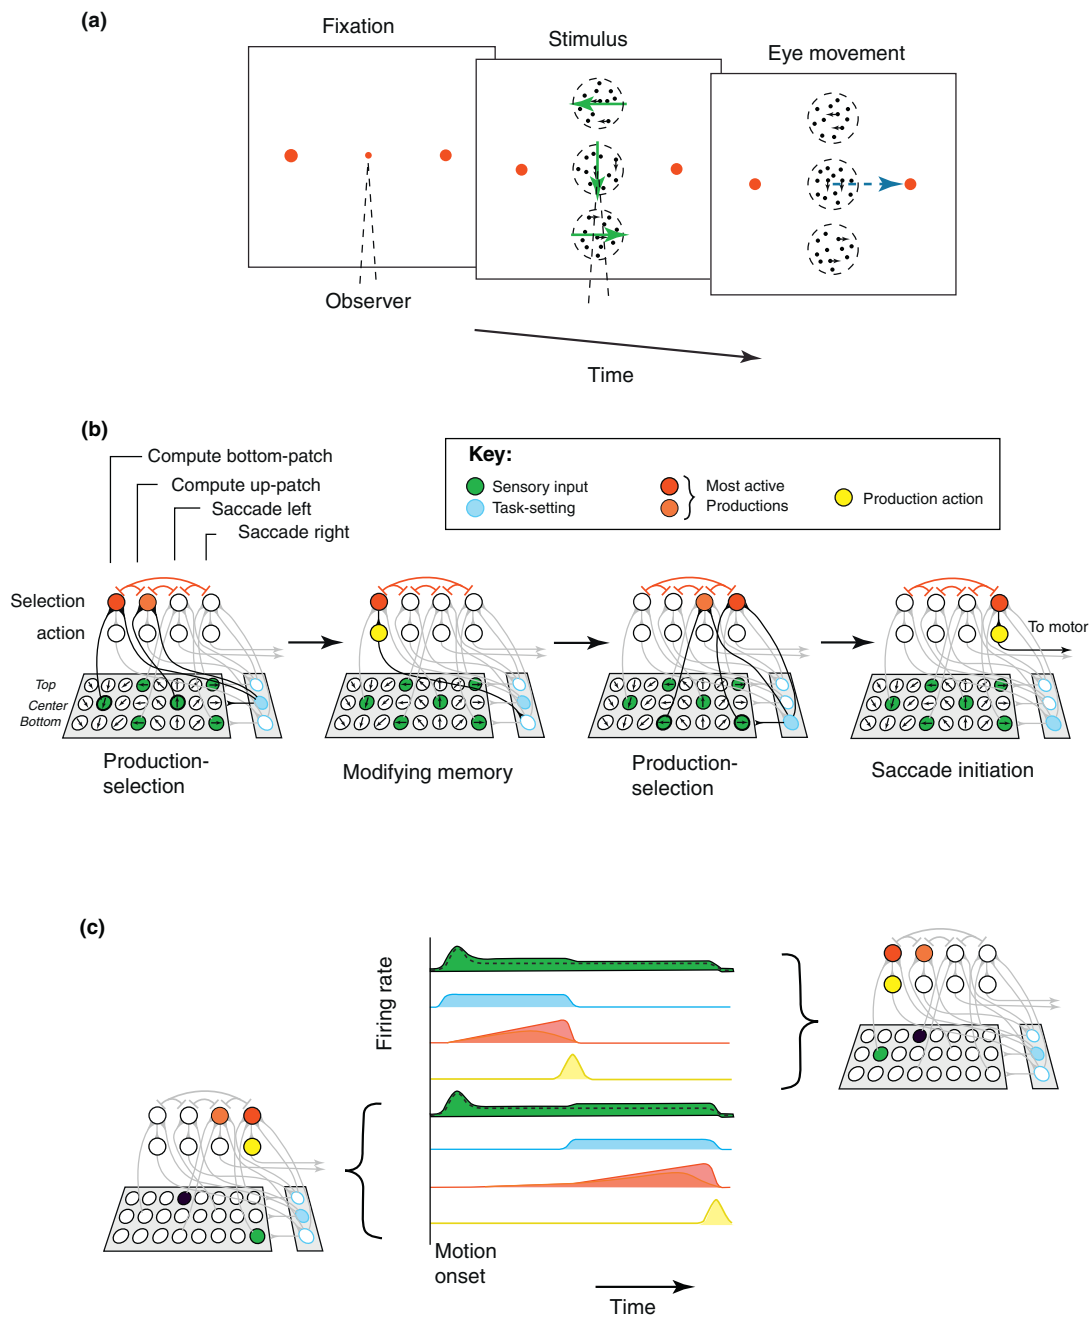 (a)
Fixation
Stimulus
Eye movement
Observer
Time
(b)
Compute bottom-patch
Compute up-patch
Saccade left
Saccade right
Key:
Sensory input
Task-setting
Most active
Productions
Production action
Selection
action
To motor
Top
Center
Bottom
Production-
selection
Modifying memory
Production-
selection
Saccade initiation
(c)
Firing rate
Motion
onset
Time